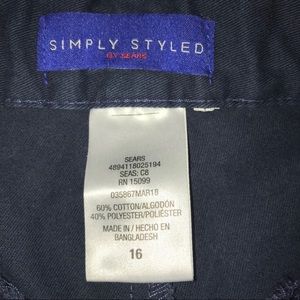 SIMPLY STYLED
BY SEARS
SEARS
4894118025194
SEAS: C8
RN 15099
035867MAR18
60% COTTON/ALGODÓN
40% POLYESTER/POLIÉSTER
MADE IN / HECHO EN
BANGLADESH
16